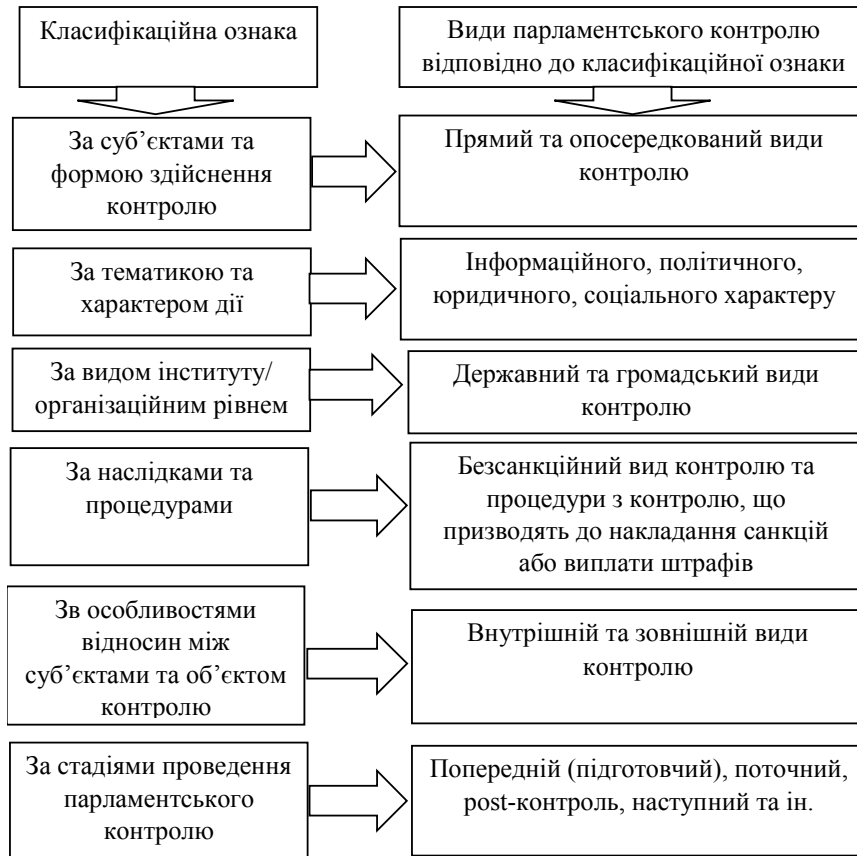 Класифікаційна ознака
Види парламентського контролю
відповідно до класифікаційної ознаки
За суб’єктами та
формою здійснення
контролю
Прямий та опосередкований види
контролю
За тематикою та
характером дії
Інформаційного, політичного,
юридичного, соціального характеру
За видом інституту/
організаційним рівнем
Державний та громадський види
контролю
За наслідками та
процедурами
Безсанкційний вид контролю та
процедури з контролю, що
призводять до накладання санкцій
або виплати штрафів
Зв особливостями
відносин між
суб’єктами та об’єктом
контролю
Внутрішній та зовнішній види
контролю
За стадіями проведення
парламентського
контролю
Попередній (підготовчий), поточний,
post-контроль, наступний та ін.